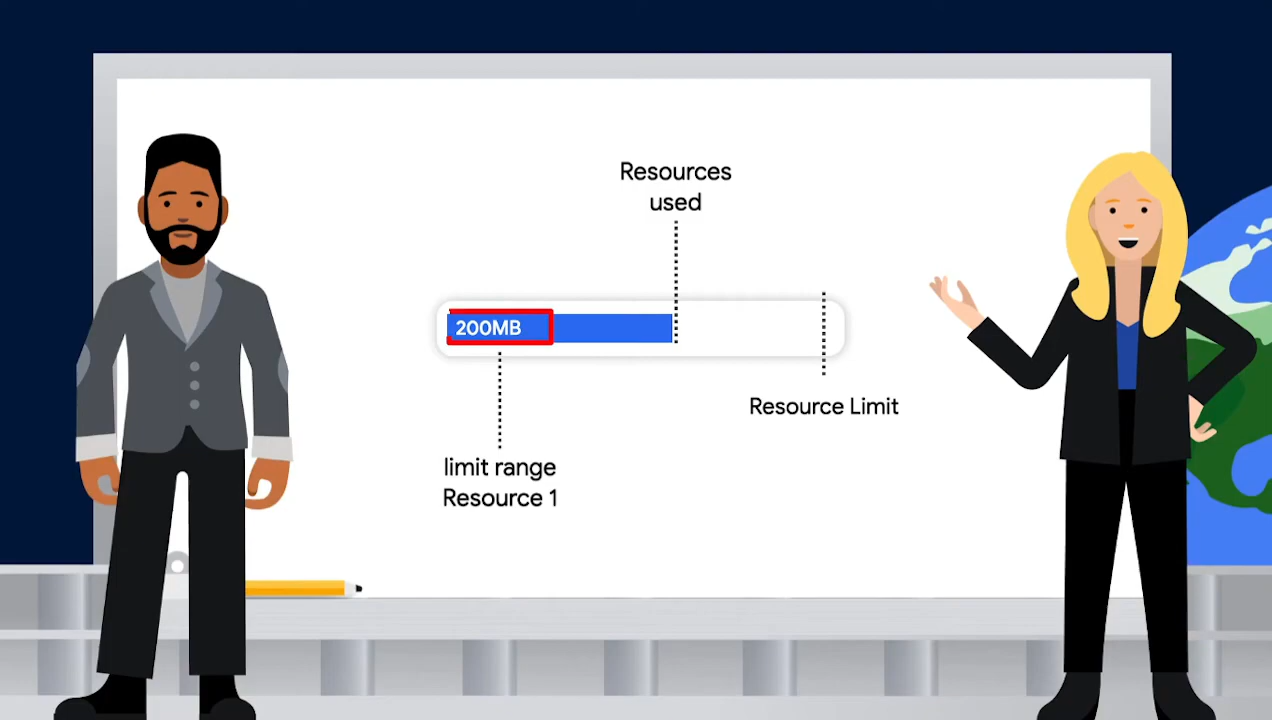 Resources
used
200MB
Resource Limit
limit range
Resource 1